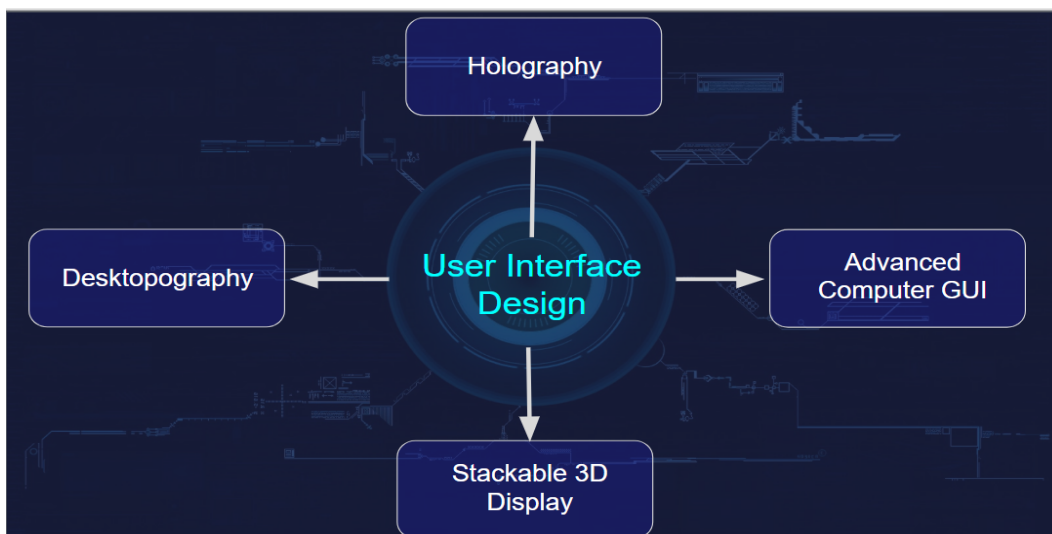 Holography
Desktopography
User Interface
Design
Advanced
Computer GUI
Stackable 3D
Display